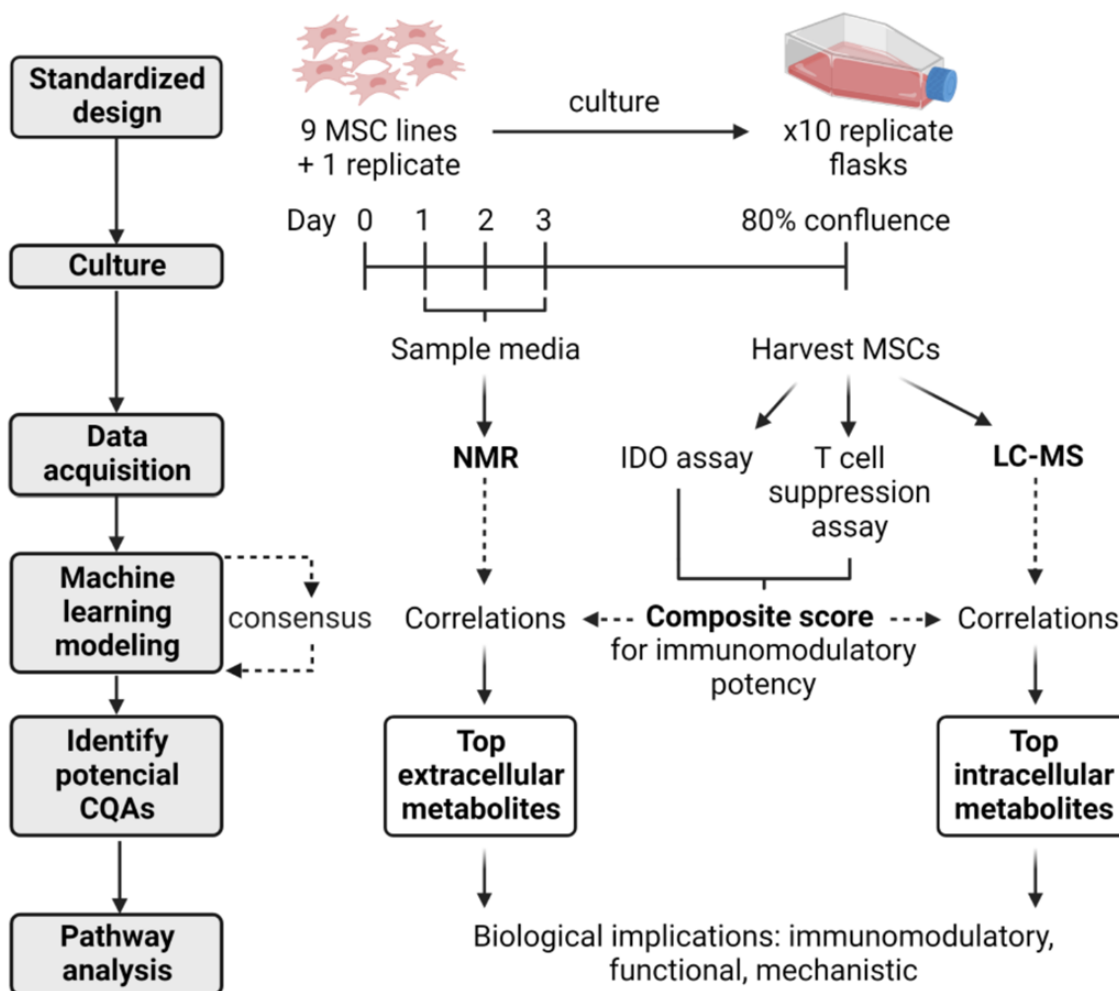 Standardized
design
Culture
Data
acquisition
Machine
learning
modeling
consensus
Identify
potencial
CQAs
Pathway
analysis
9 MSC lines
+ 1 replicate
culture
x10 replicate
flasks
Day 0 1 2 3
80% confluence
Sample media
Harvest MSCs
NMR
IDO assay
T cell
suppression
assay
LC-MS
Correlations
Composite score
for immunomodulatory
potency
Correlations
Top
extracellular
metabolites
Top
intracellular
metabolites
Biological implications: immunomodulatory,
functional, mechanistic